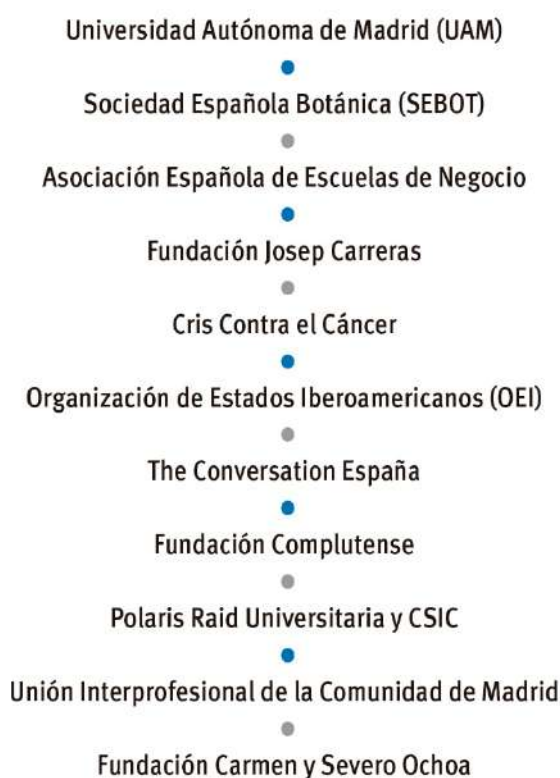 Universidad Autónoma de Madrid (UAM)
Sociedad Española Botánica (SEBOT)
Asociación Española de Escuelas de Negocio
Fundación Josep Carreras
Cris Contra el Cáncer
Organización de Estados Iberoamericanos (OEI)
The Conversation España
Fundación Complutense
Polaris Raid Universitaria y CSIC
Unión Interprofesional de la Comunidad de Madrid
Fundación Carmen y Severo Ochoa